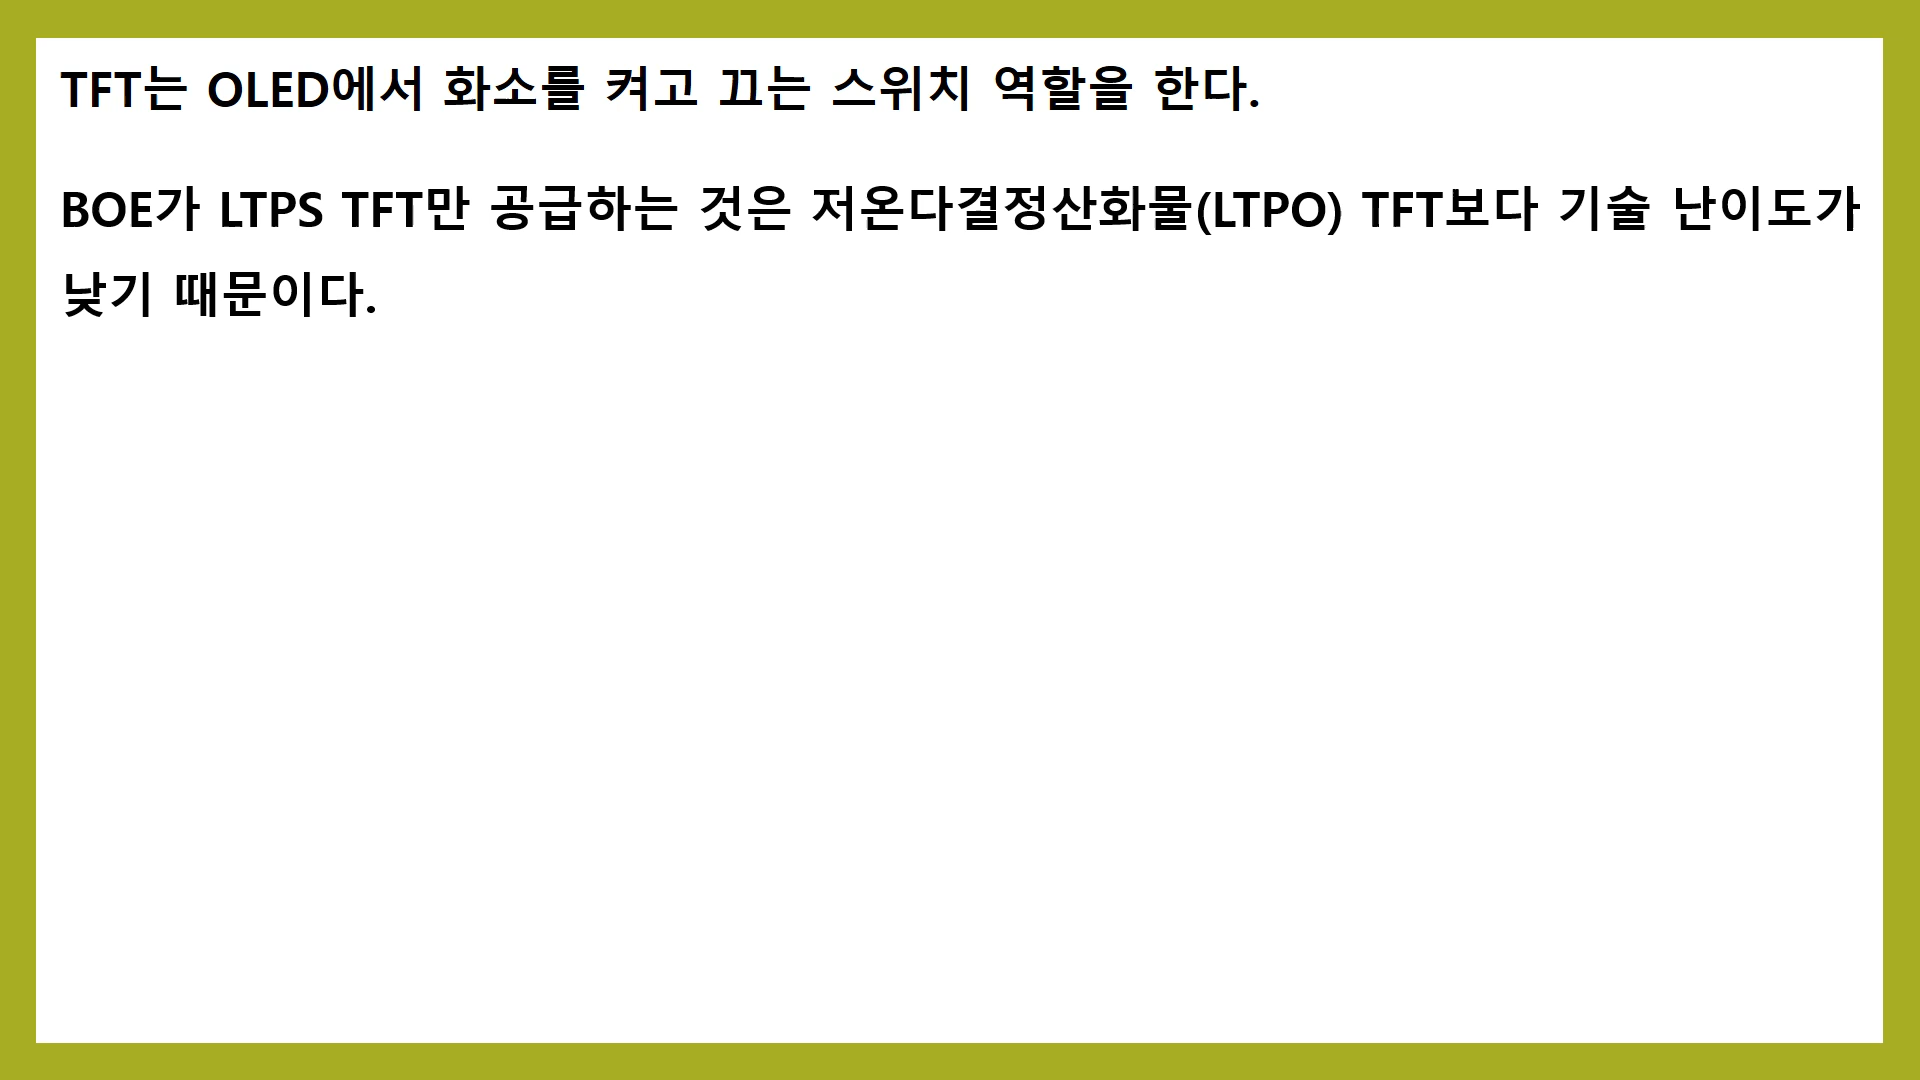 TFT는 OLED에서 화소를 켜고 끄는 스위치 역할을 한다.
BOE가 LTPS TFT만 공급하는 것은 저온다결정산화물(LTPO) TFT보다 기술 난이도가
낮기 때문이다.